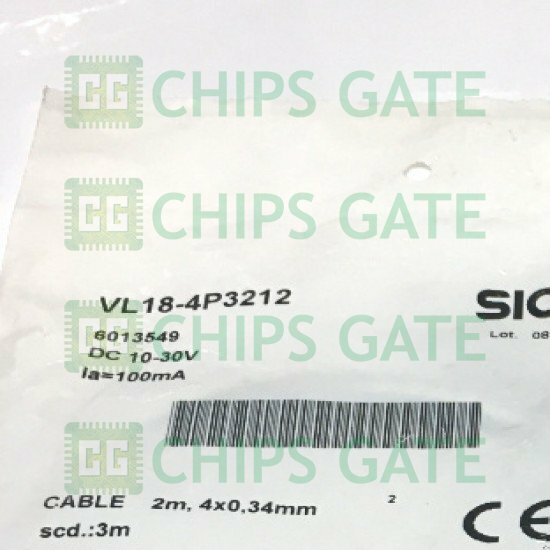 CG CHIPS GATE
CG CHIPS GATE
VL18-4P3212
SIC
6013549
Lot. 08
DC 10-30V
Ia=100mA
CG CHIPS GATE
CG CHIPS GATE
CABLE 2m, 4x0,34mm 2
scd.:3m
CE